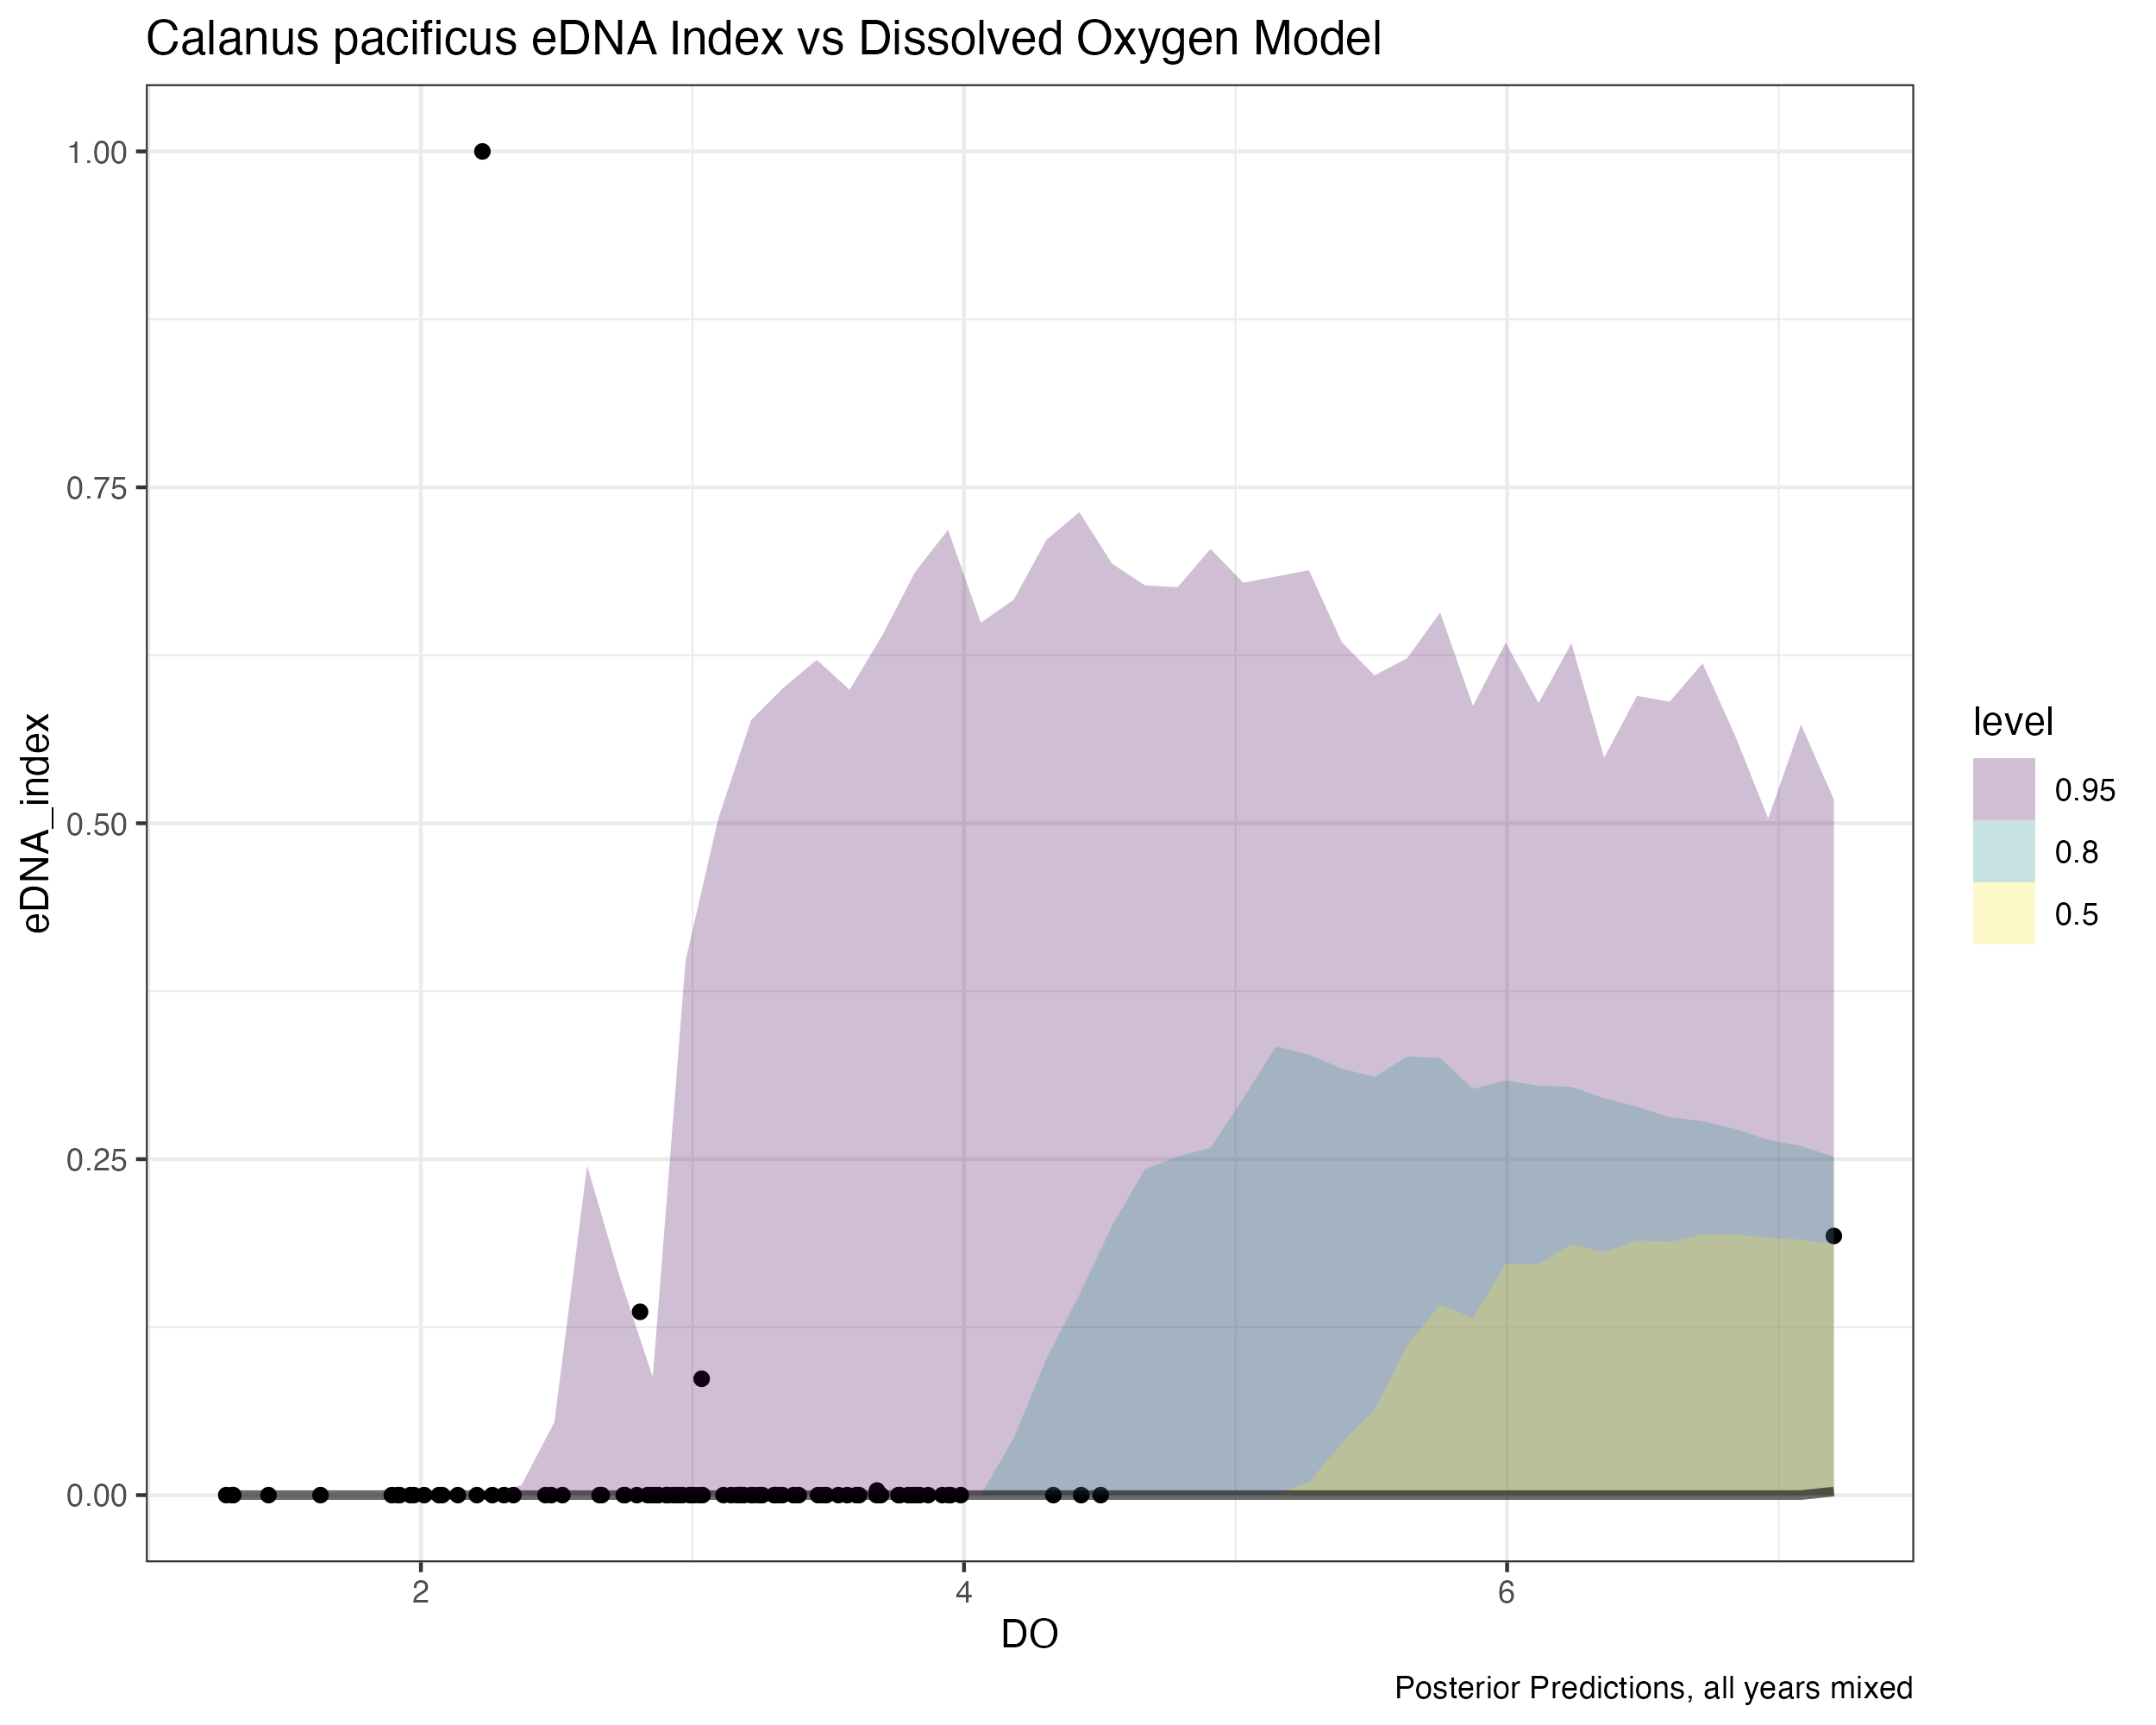 Calanus pacificus eDNA Index vs Dissolved Oxygen Model
1.00
0.75
0.50
0.25
0.00
eDNA_index
2
4
6
DO
level
0.95
0.8
0.5
Posterior Predictions, all years mixed